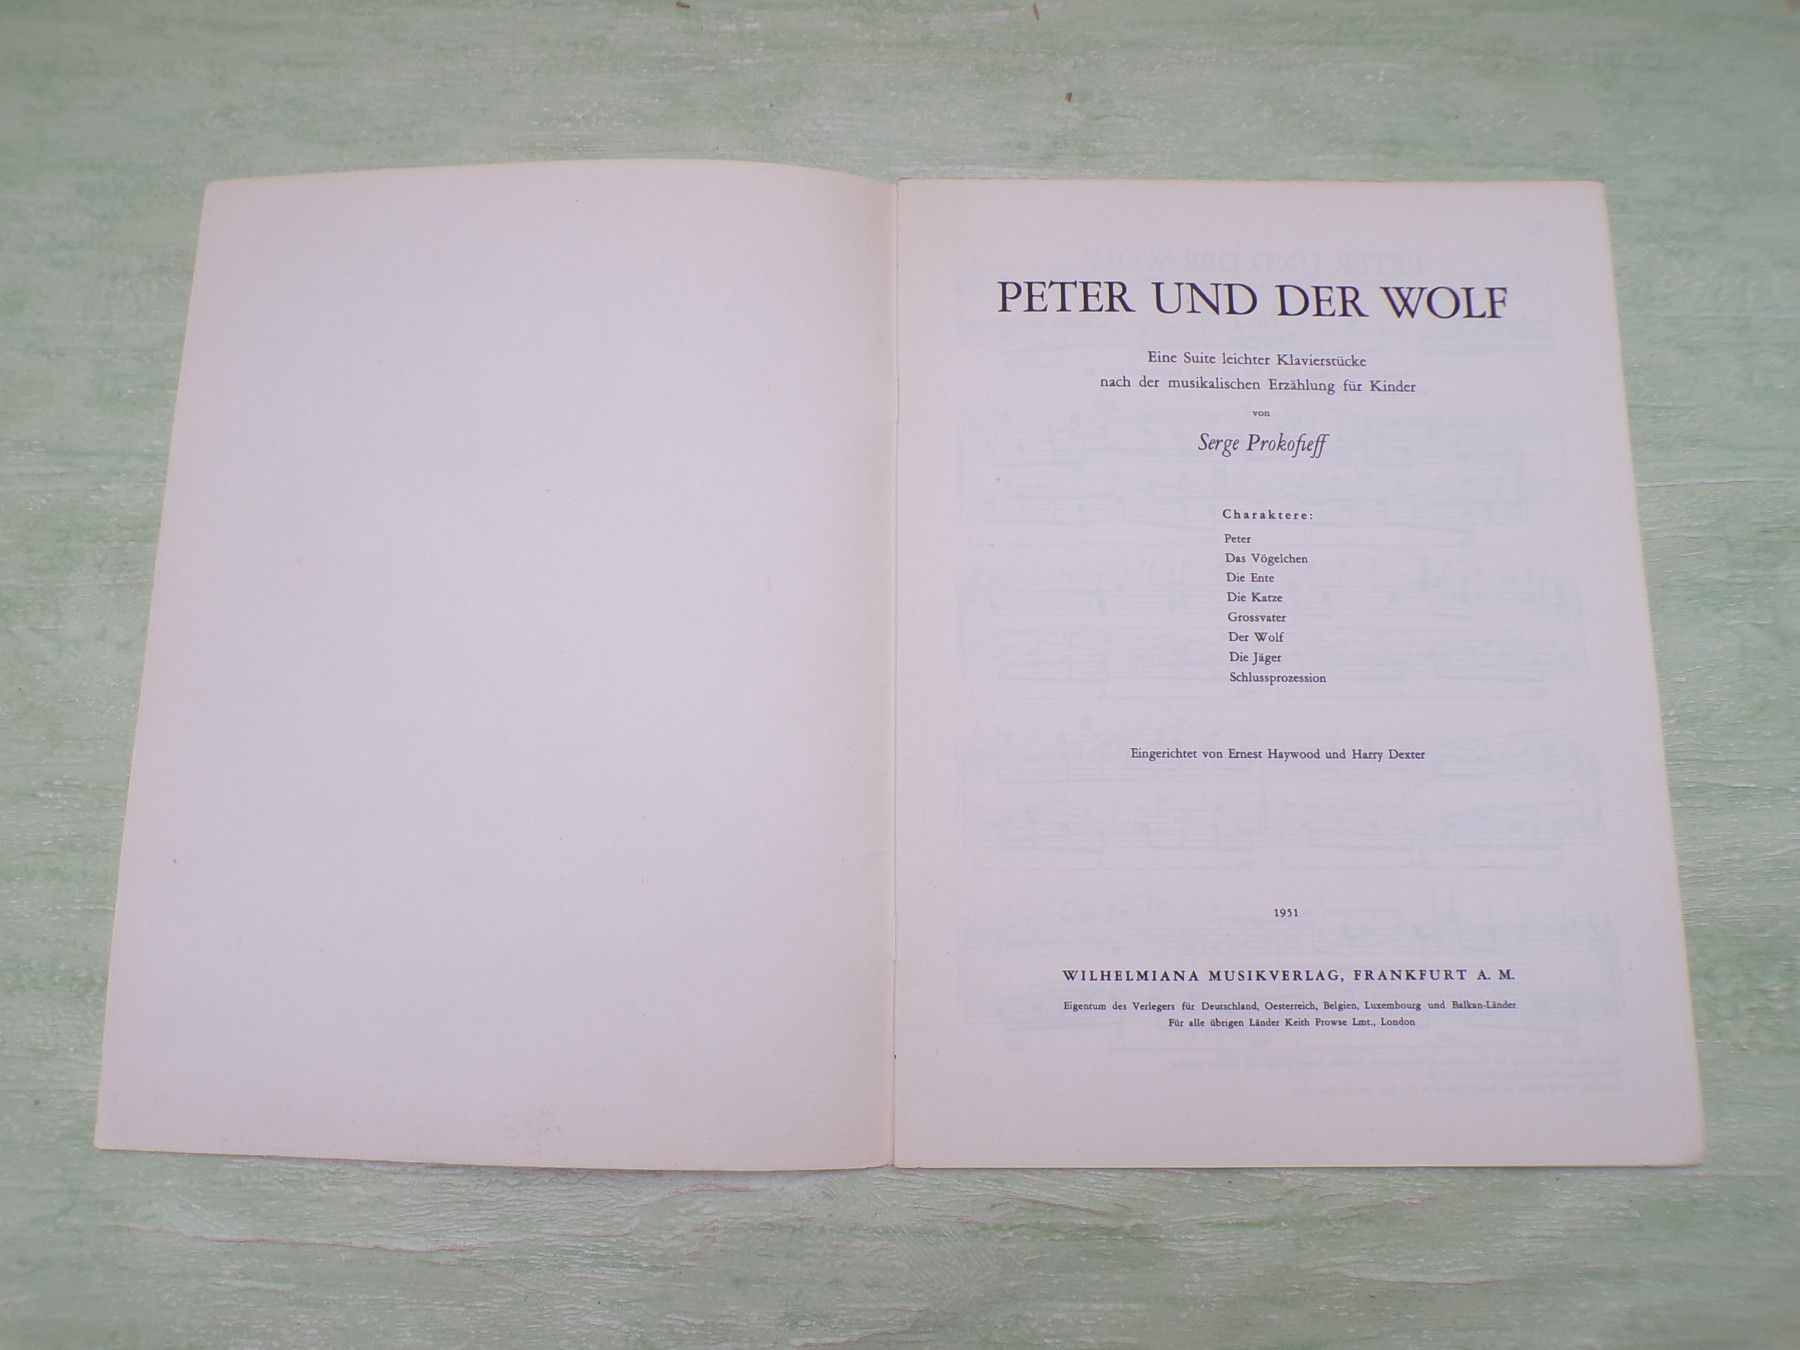 PETER UND DER WOLF
Eine Suite leichter Klavierstücke
nach der musikalischen Erzählung für Kinder
von
Serge Prokofieff
Charaktere:
Peter
Das Vögelchen
Die Ente
Die Katze
Grossvater
Der Wolf
Die Jäger
Schlussprozession
Eingerichtet von Ernest Haywood und Harry Dexter
1951
WILHELMIANA MUSIKVERLAG, FRANKFURT A. M.
Eigentum des Verlegers für Deutschland, Oesterreich, Belgien, Luxembourg und Balkan-Länder
Für alle übrigen Länder Keith Prowse Lmt., London